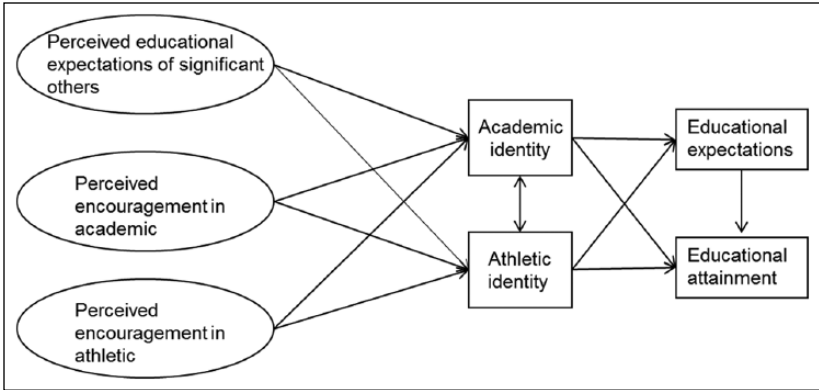 Perceived educational
expectations of significant
others
Perceived
encouragement in
academic
Perceived
encouragement in
athletic
Academic
identity
Athletic
identity
Educational
expectations
Educational
attainment